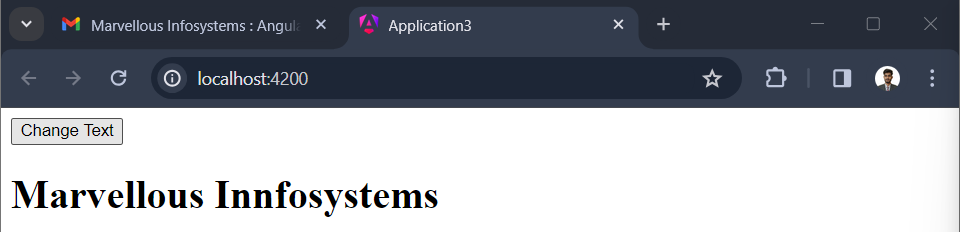 Marvellous Infosystems : Angula
Application3
localhost:4200
Change Text
Marvellous Innfosystems